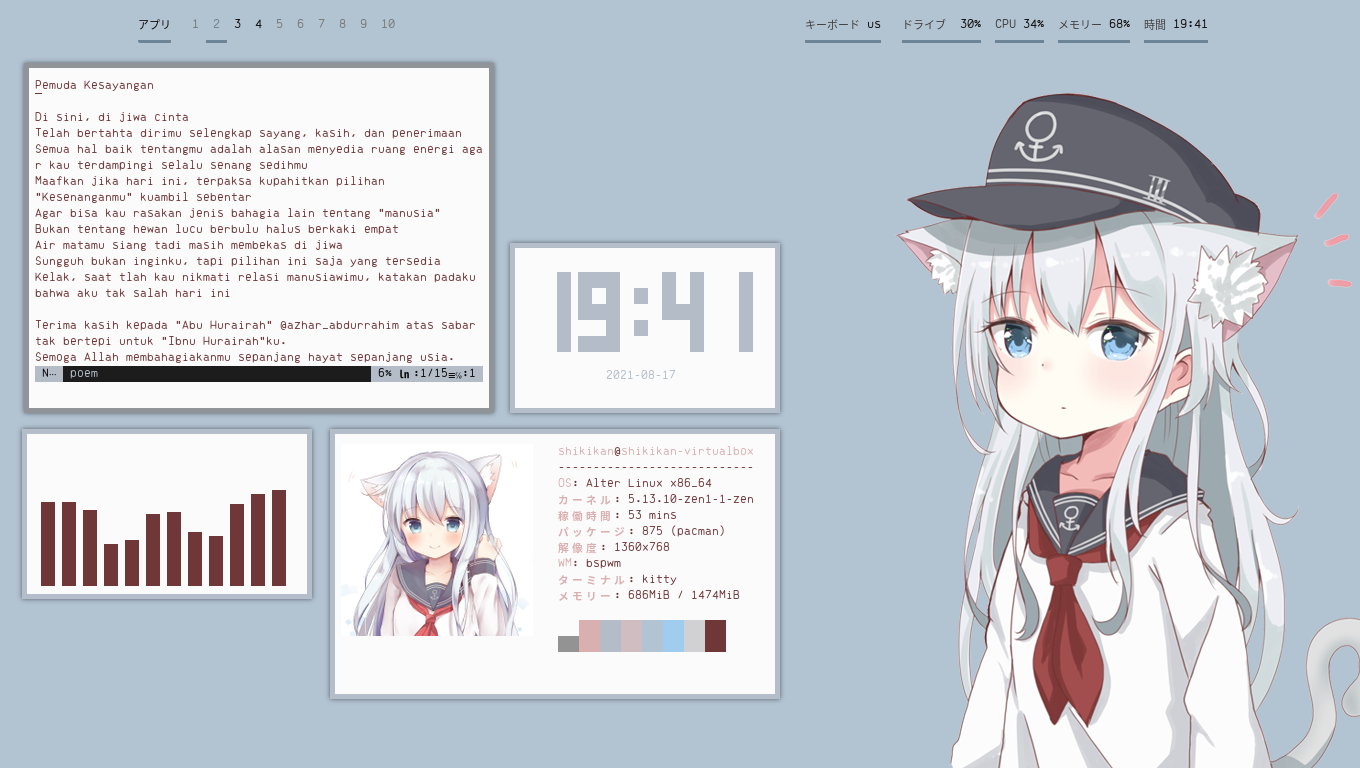 アプリ 1 2 3 4 5 6 7 8 9 10
キーボード us ドライブ 30% CPU 34% メモリー 68% 時間 19:41
Pemuda Kesayangan
Di sini, di jiwa cinta
Telah bertahta dirimu selengkap sayang, kasih, dan penerimaan
Semua hal baik tentangmu adalah alasan menyedia ruang energi aga
r kau terdampingi selalu senang sedihmu
Maafkan jika hari ini, terpaksa kupahitkan pilihan
"Kesenanganmu" kuambil sebentar
Agar bisa kau rasakan jenis bahagia lain tentang "manusia"
Bukan tentang hewan lucu berbulu halus berkaki empat
Air matamu siang tadi masih membekas di jiwa
Sungguh bukan inginku, tapi pilihan ini saja yang tersedia
Kelak, saat tlah kau nikmati relasi manusiawimu, katakan padaku
bahwa aku tak salah hari ini
Terima kasih kepada "Abu Hurairah" @azhar_abdurrahim atas sabar
tak bertepi untuk "Ibnu Hurairah"ku.
Semoga Allah membahagiakanmu sepanjang hayat sepanjang usia.
N… poem 6% ln :1/15≡℅:1
19:41
2021-08-17
shikikan@shikikan-virtualbox
----------------------------
OS: Alter Linux x86_64
カーネル: 5.13.10-zen1-1-zen
稼働時間: 53 mins
パッケージ: 875 (pacman)
解像度: 1360x768
WM: bspwm
ターミナル: kitty
メモリー: 686MiB / 1474MiB
III